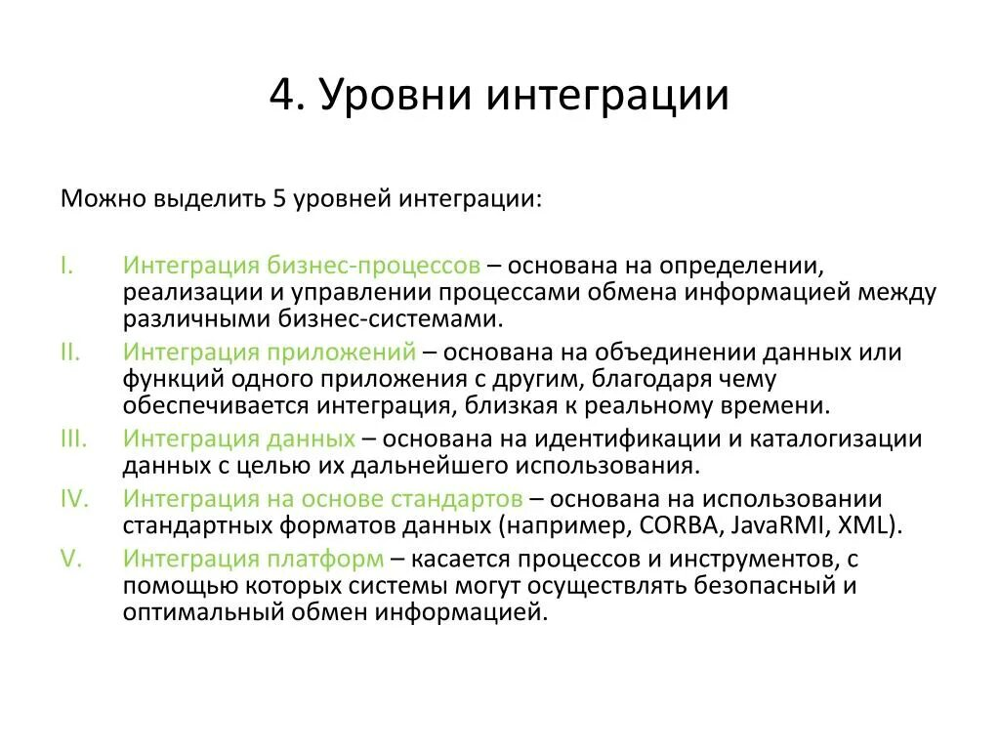 4. Уровни интеграции
Можно выделить 5 уровней интеграции:
I. Интеграция бизнес-процессов – основана на определении,
реализации и управлении процессами обмена информацией между
различными бизнес-системами.
II. Интеграция приложений – основана на объединении данных или
функций одного приложения с другим, благодаря чему
обеспечивается интеграция, близкая к реальному времени.
III. Интеграция данных – основана на идентификации и каталогизации
данных с целью их дальнейшего использования.
IV. Интеграция на основе стандартов – основана на использовании
стандартных форматов данных (например, CORBA, JavaRMI, XML).
V. Интеграция платформ – касается процессов и инструментов, с
помощью которых системы могут осуществлять безопасный и
оптимальный обмен информацией.